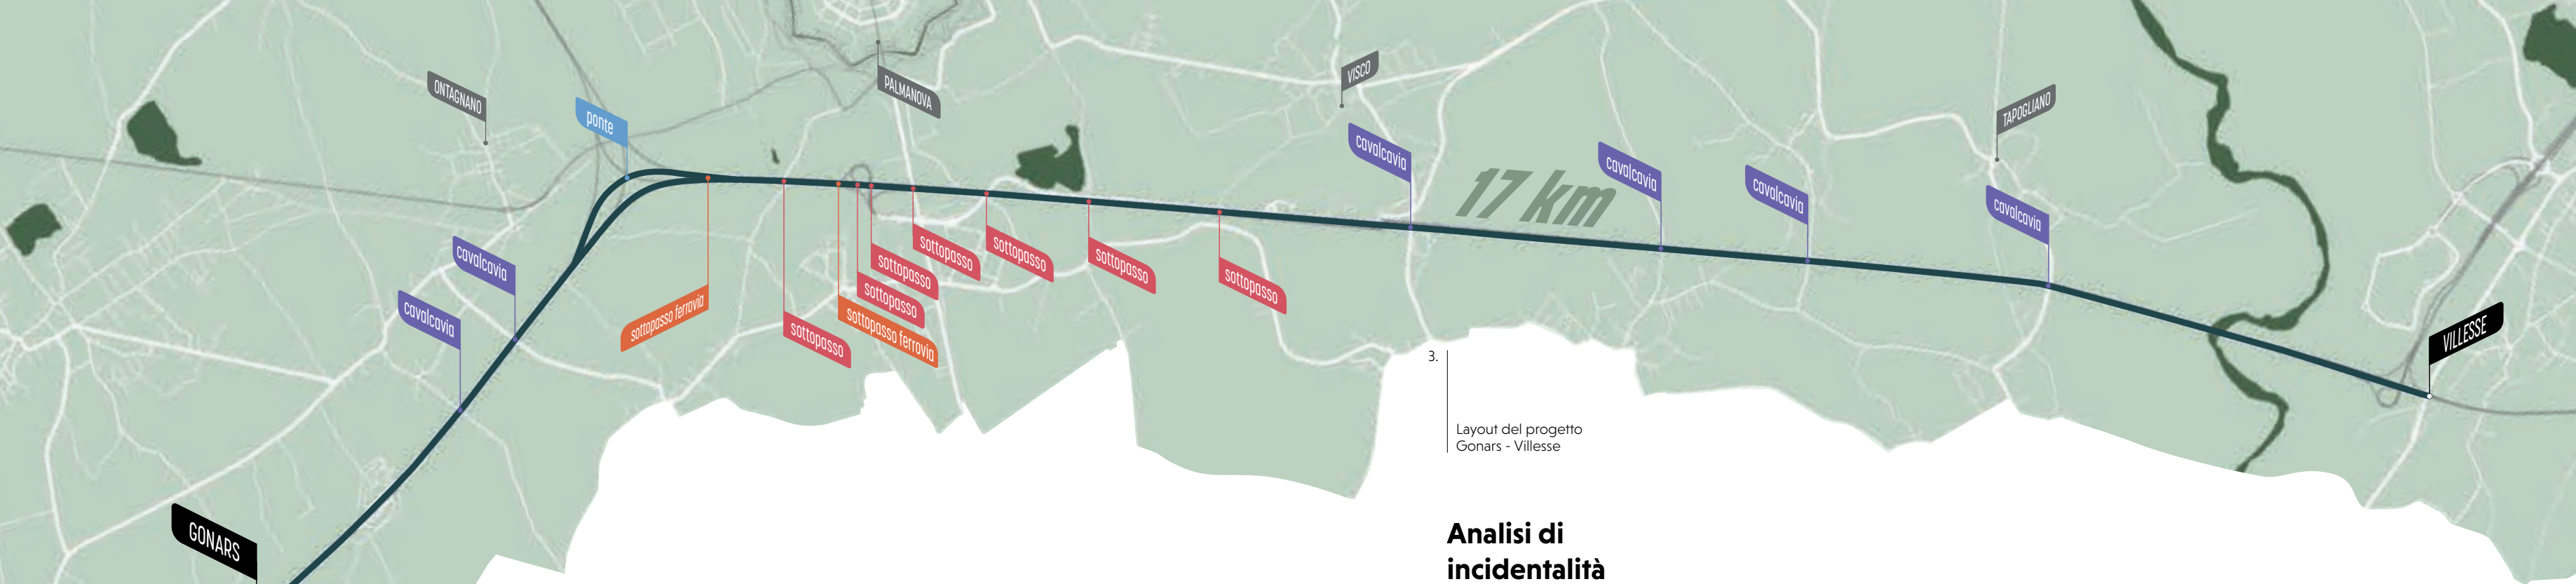 ONTAGNANO
ponte
PALMANOVA
VISCO
TAPOGLIANO
cavalcavia
cavalcavia
cavalcavia
cavalcavia
17 km
cavalcavia
cavalcavia
sottopasso
sottopasso
sottopasso
sottopasso
sottopasso
sottopasso
sottopasso ferrovia
sottopasso ferrovia
sottopasso
VILLESSE
GONARS
3.
Layout del progetto
Gonars - Villesse
Analisi di
incidentalità